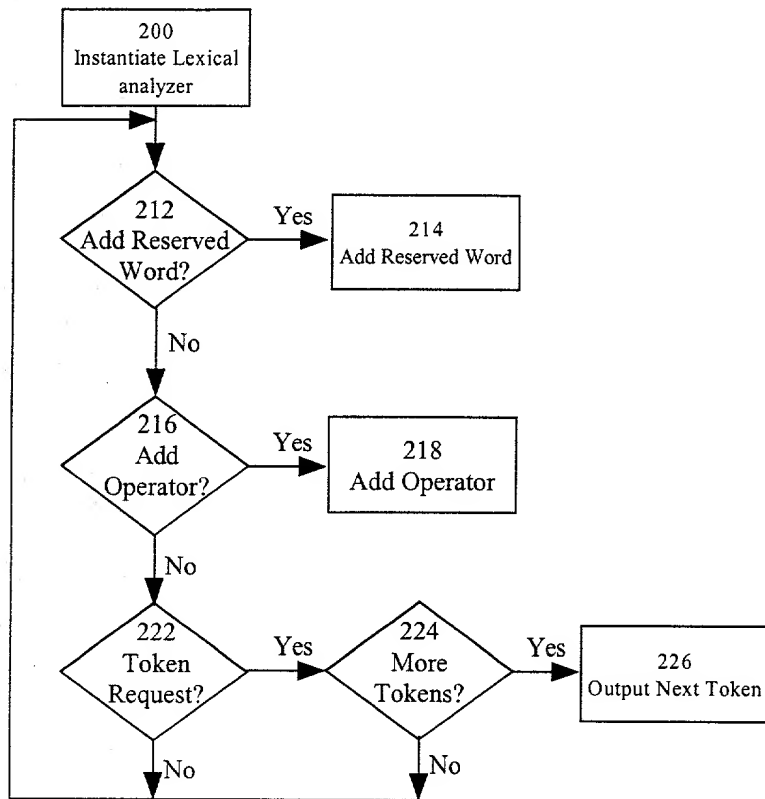 200
Instantiate Lexical
analyzer
212
Add Reserved
Word?
Yes
214
Add Reserved Word
No
216
Add
Operator?
Yes
218
Add Operator
No
222
Token
Request?
Yes
224
More
Tokens?
Yes
226
Output Next Token
No
No